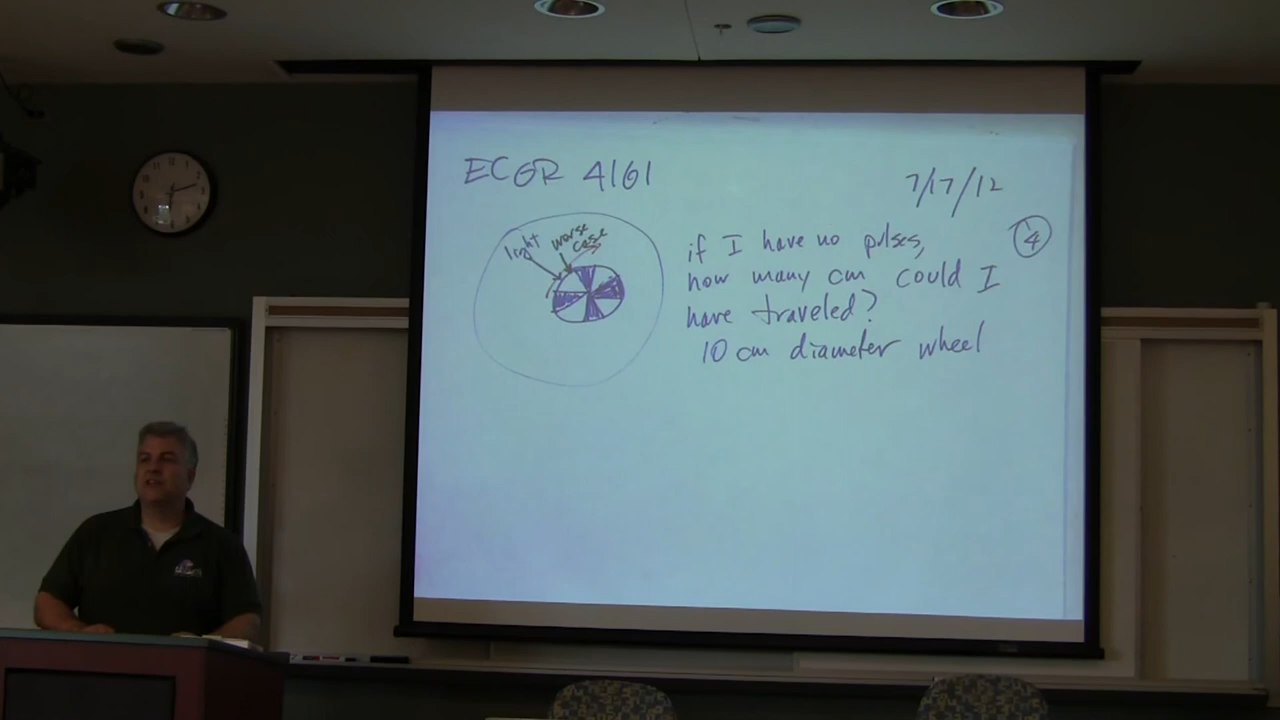 ECGR 4161
7/17/12
4
light
worse
case
if I have no pulses,
how many cm could I
have traveled?
10 cm diameter wheel